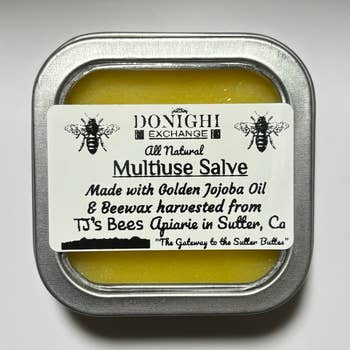 DONIGHI
EXCHANGE
All Natural
Multiuse Salve
Made with Golden Jojoba Oil
& Beewax harvested from
TJ's Bees Apiarie in Sutter, Ca
"The Gateway to the Sutter Buttes"